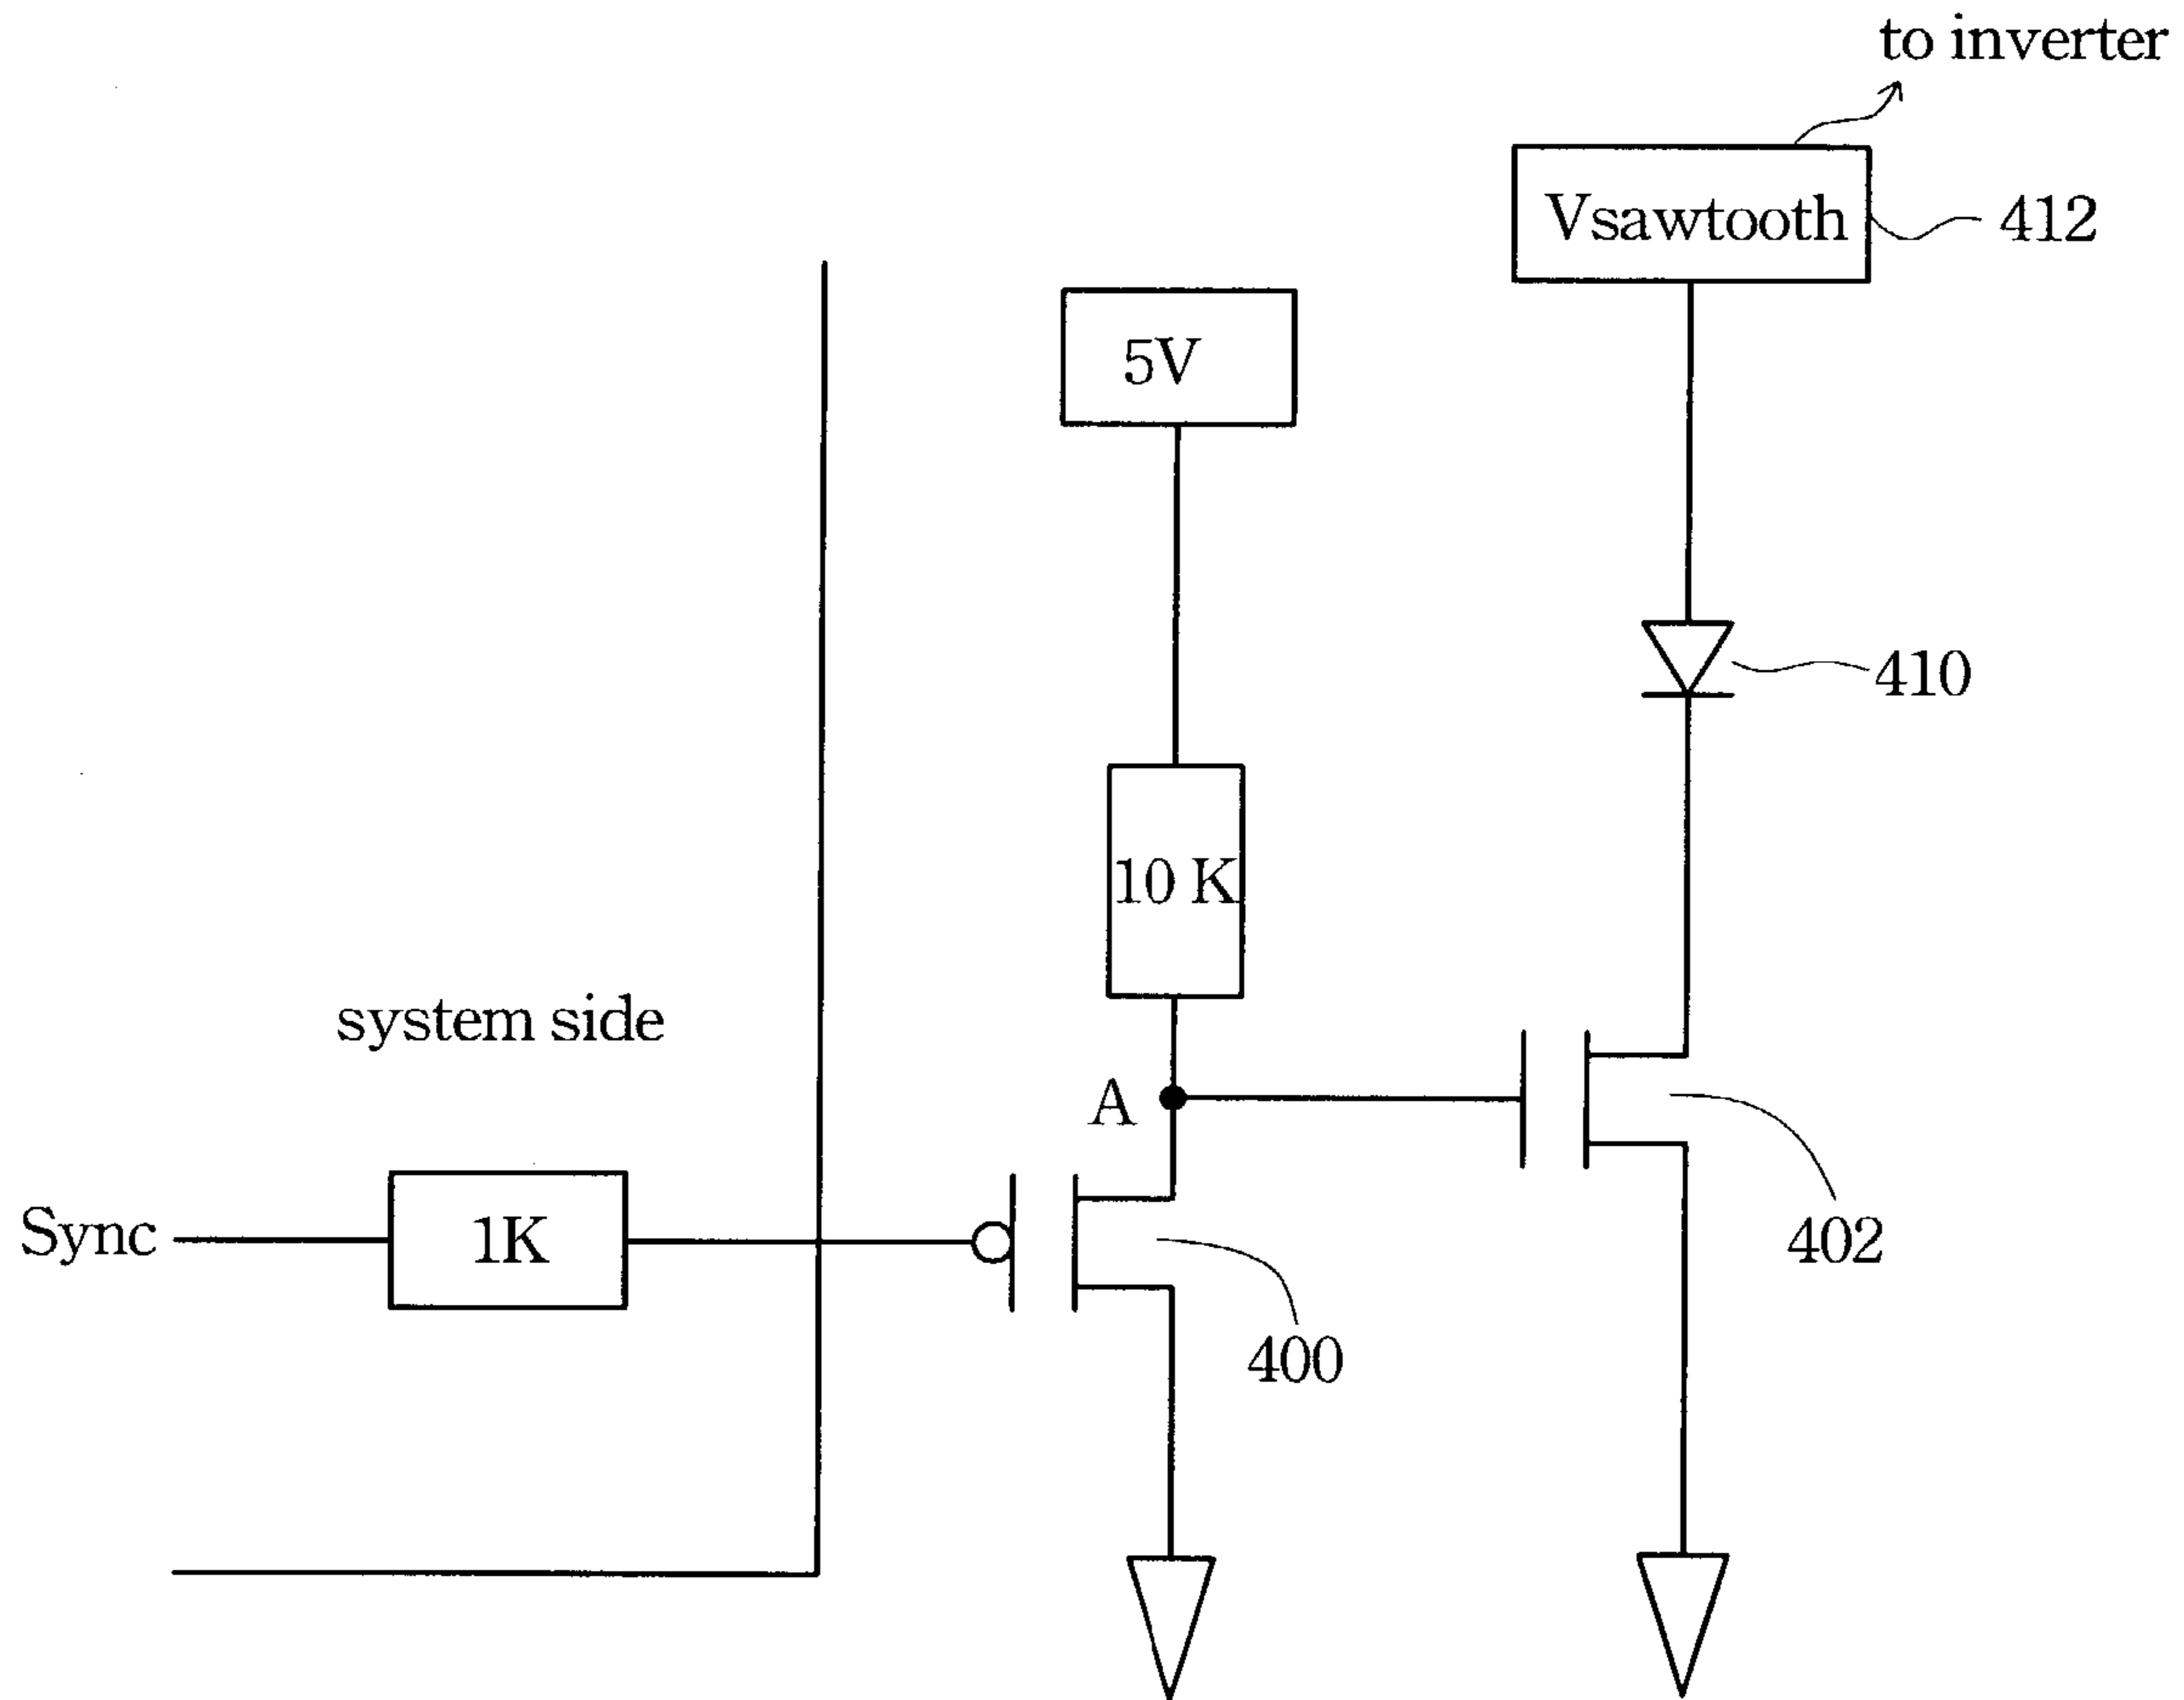 to inverter
Vsawtooth
412
5V
410
10 K
system side
A
Sync
1K
402
400